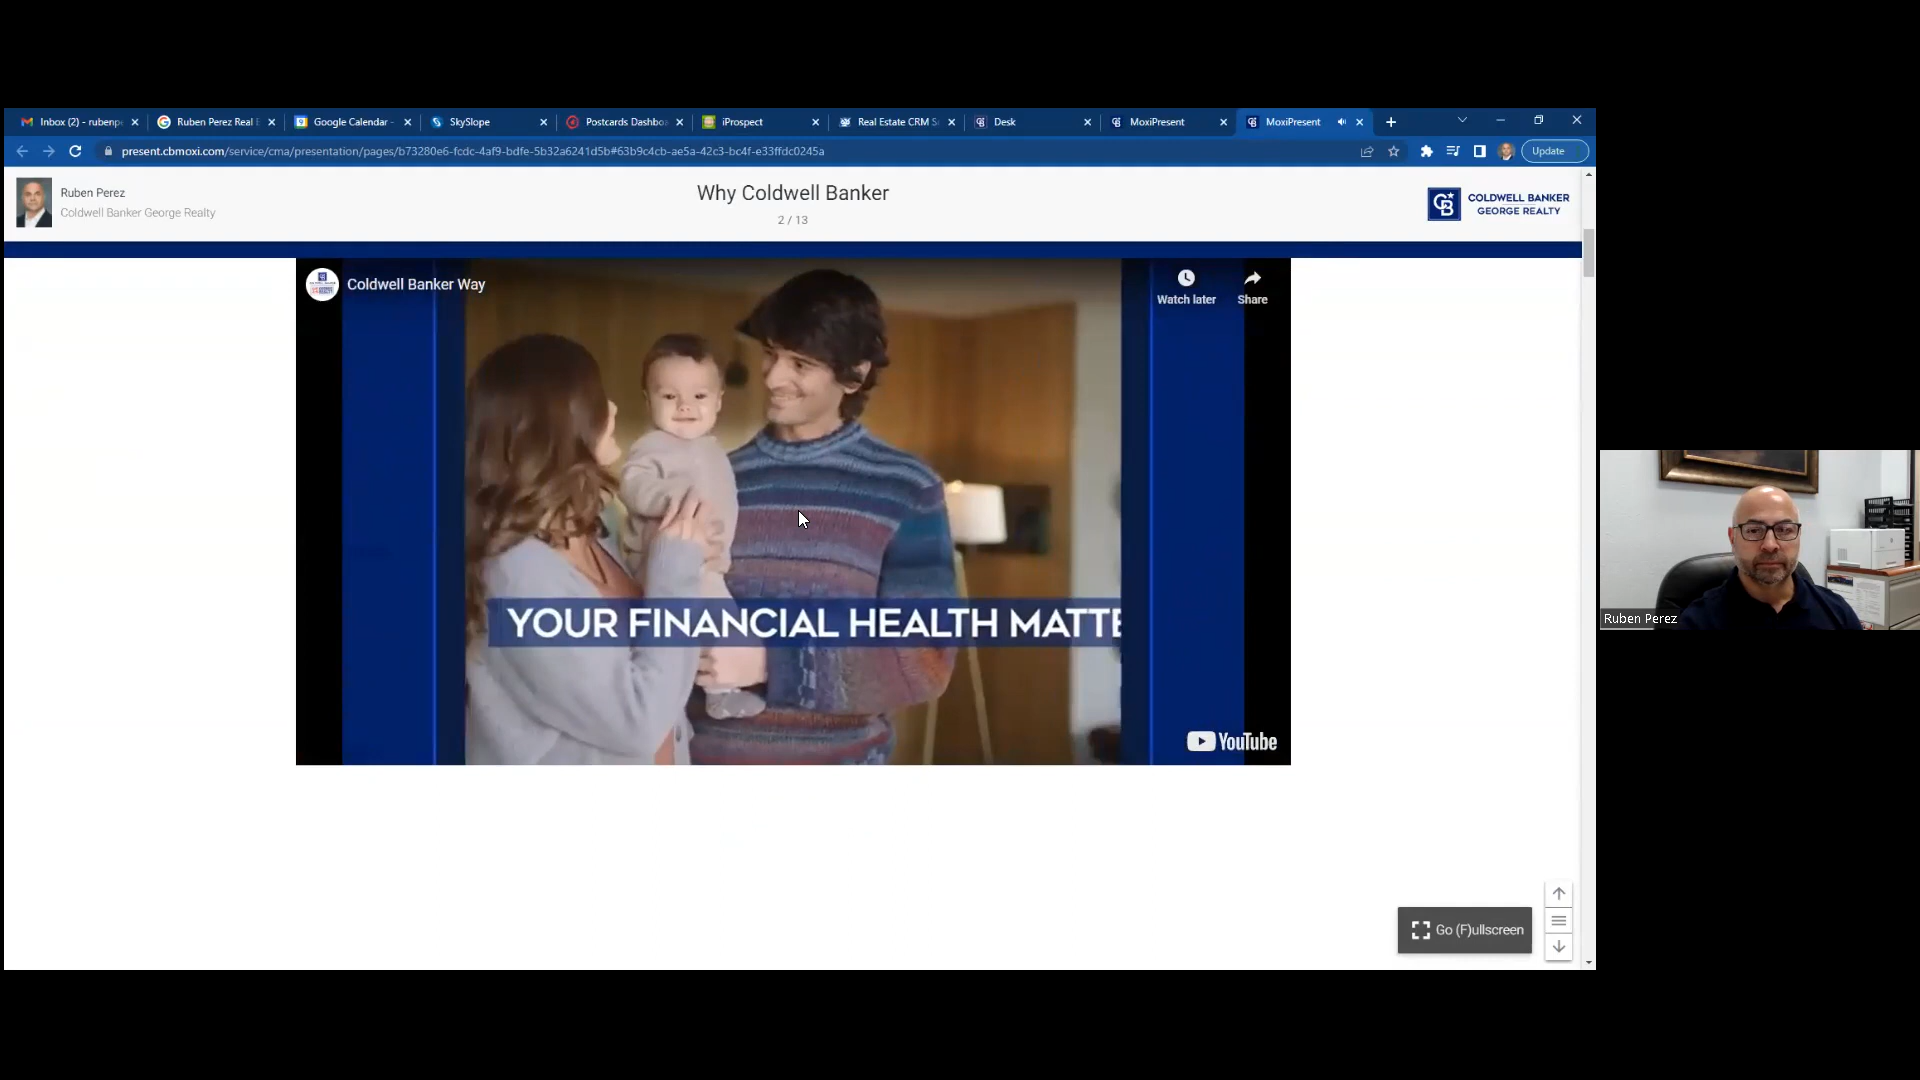 Inbox (2) - rubenp
Ruben Perez Real E
Google Calendar -
SkySlope
Postcards Dashbo
iProspect
Real Estate CRM S
Desk
MoxiPresent
MoxiPresent
present.cbmoxi.com/service/cma/presentation/pages/b73280e6-fcdc-4af9-bdfe-5b32a6241d5b#63b9c4cb-ae5a-42c3-bc4f-e33ffdc0245a
Update
Ruben Perez
Coldwell Banker George Realty
Why Coldwell Banker
2 / 13
COLDWELL BANKER
GEORGE REALTY
Coldwell Banker Way
Watch later
Share
YOUR FINANCIAL HEALTH MATTE
YouTube
Ruben Perez
Go (F)ullscreen